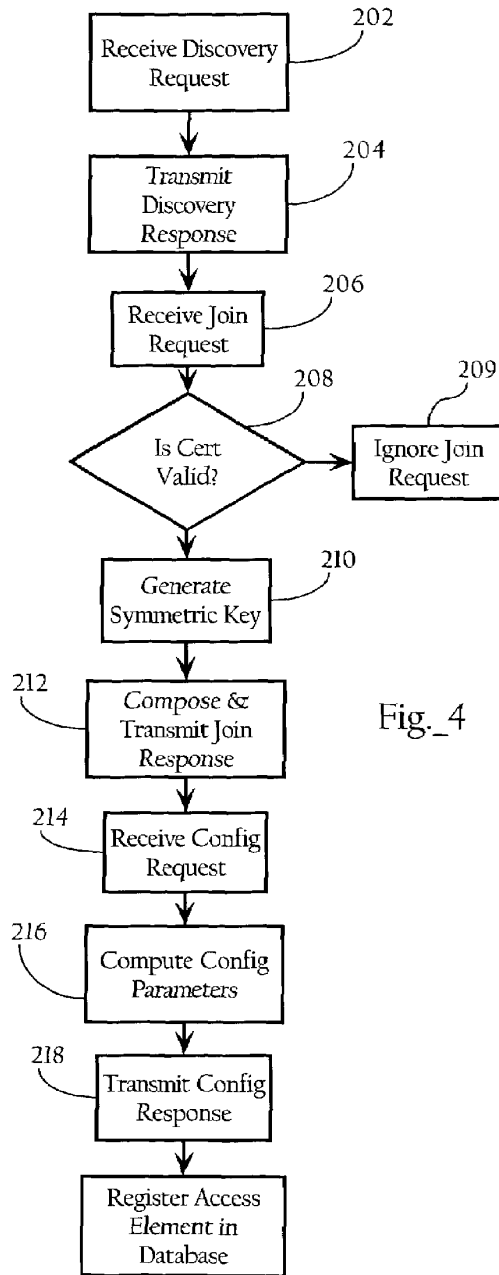 202
Receive Discovery
Request
204
Transmit
Discovery
Response
206
Receive Join
Request
208
209
Is Cert
Valid?
Ignore Join
Request
210
Generate
Symmetric Key
212
Compose &
Transmit Join
Response
Fig._4
214
Receive Config
Request
216
Compute Config
Parameters
218
Transmit Config
Response
Register Access
Element in
Database